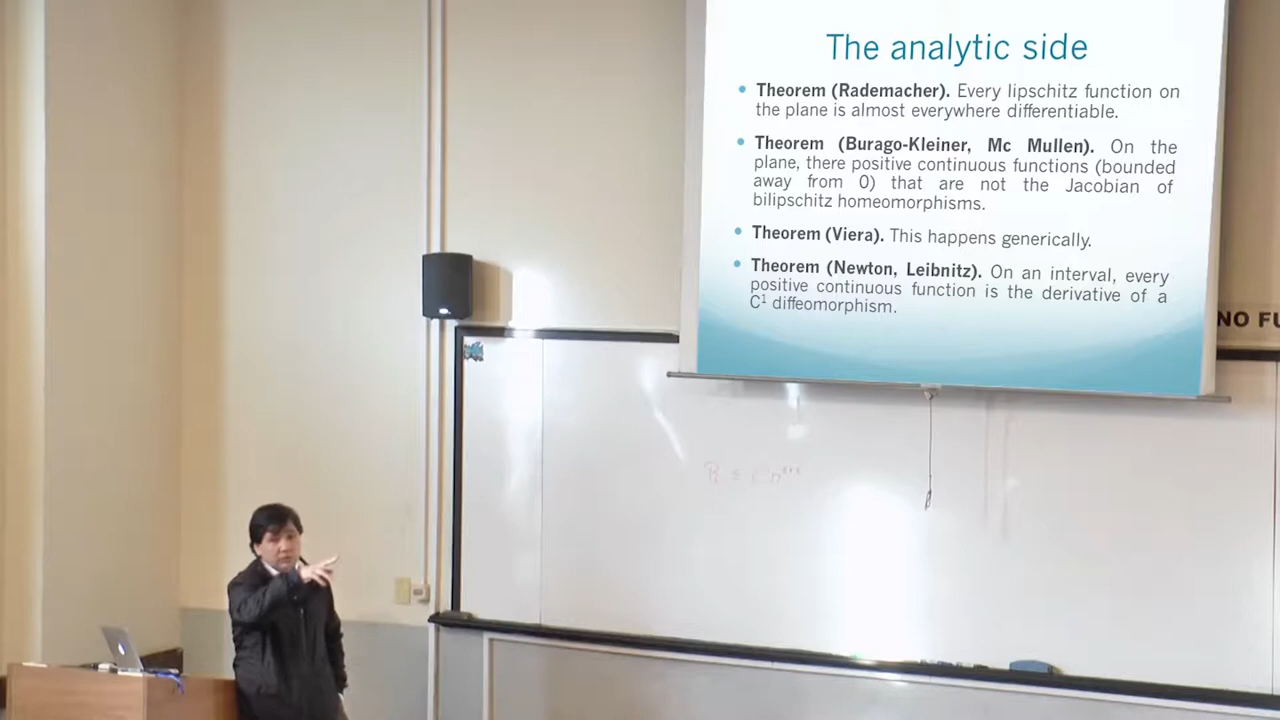 The analytic side
• Theorem (Rademacher). Every lipschitz function on
the plane is almost everywhere differentiable.
• Theorem (Burago-Kleiner, Mc Mullen). On the
plane, there positive continuous functions (bounded
away from 0) that are not the Jacobian of
bilipschitz homeomorphisms.
• Theorem (Viera). This happens generically.
• Theorem (Newton, Leibnitz). On an interval, every
positive continuous function is the derivative of a
C¹ diffeomorphism.
NO FU